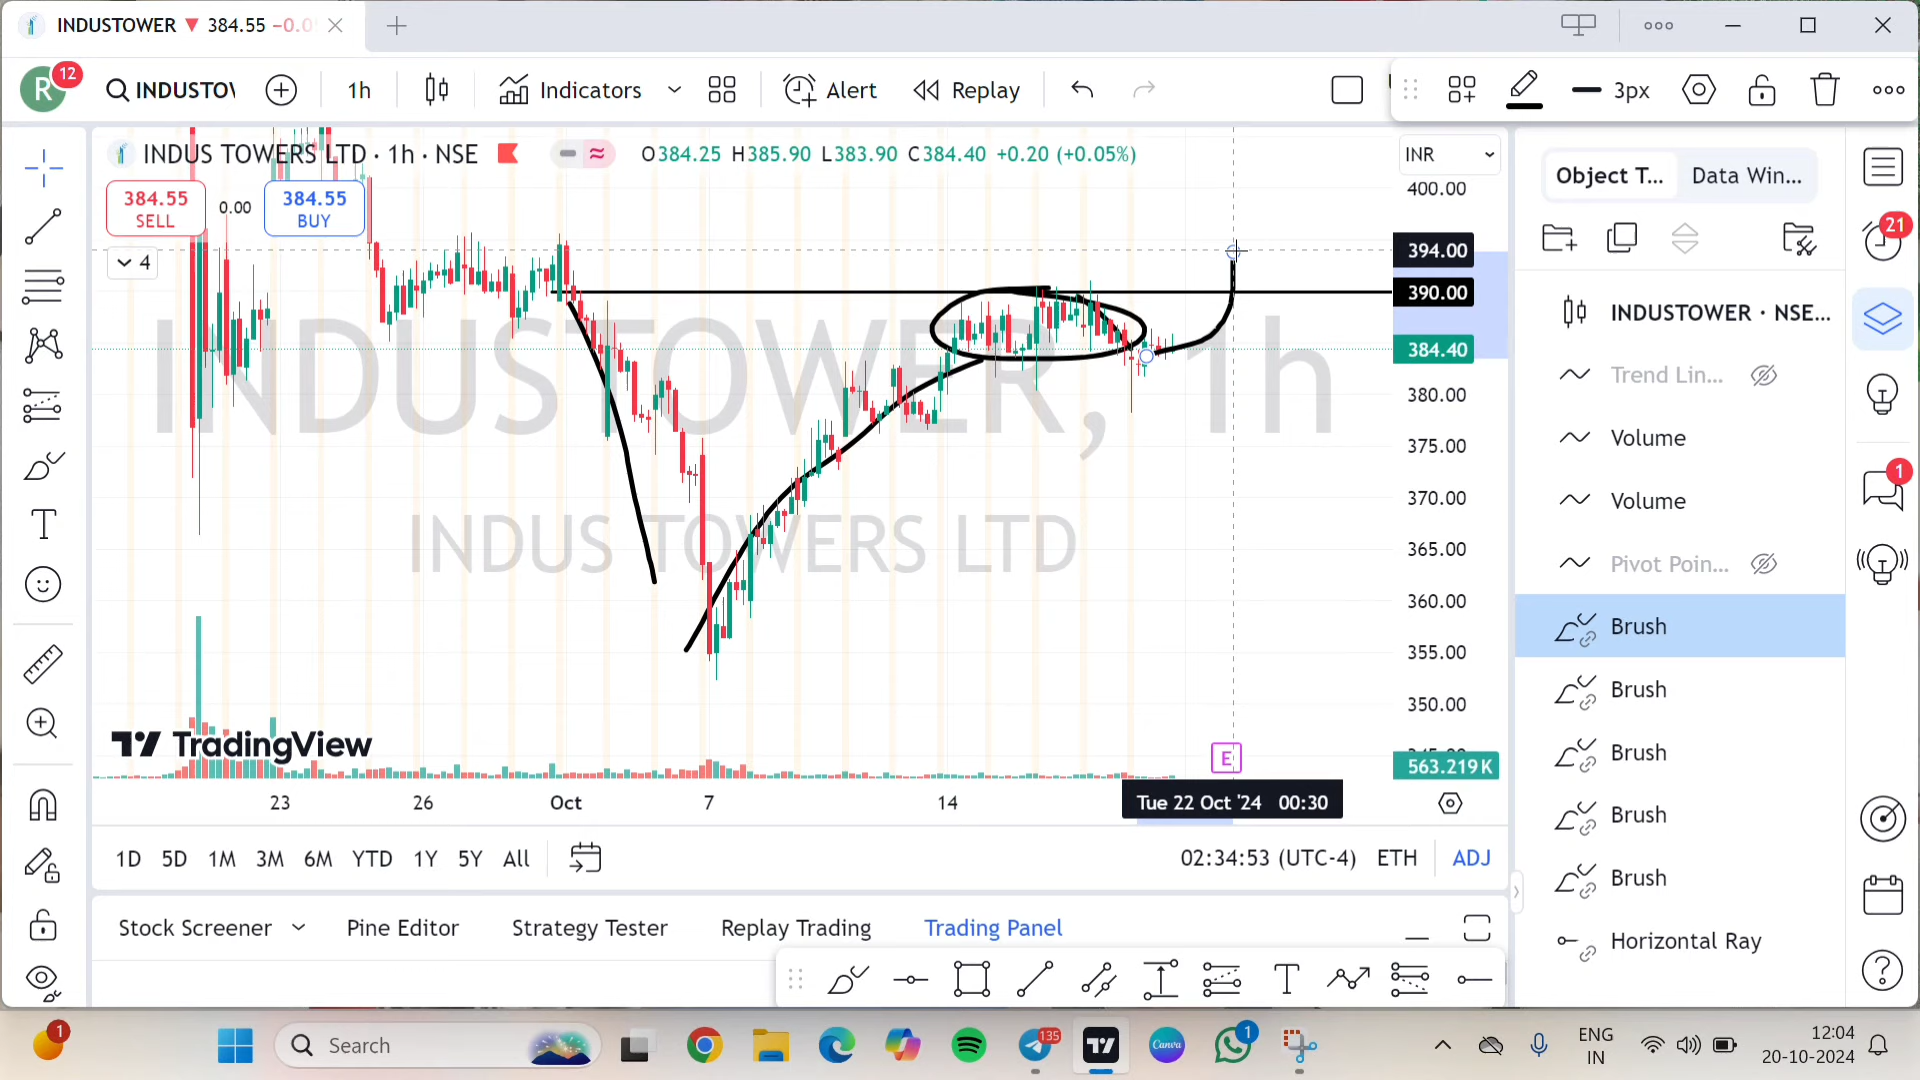 INDUSTOWER ▼ 384.55 −0.0
R 12 INDUSTOV 1h Indicators Alert Replay 3px
INDUS TOWERS LTD · 1h · NSE O384.25 H385.90 L383.90 C384.40 +0.20 (+0.05%)
384.55
SELL
0.00
384.55
BUY
4
INR
400.00
394.00
390.00
384.40
380.00
375.00
370.00
365.00
360.00
355.00
350.00
563.219K
INDUSTOWER, 1h
INDUS TOWERS LTD
TradingView
E
23 26 Oct 7 14 Tue 22 Oct '24 00:30
1D 5D 1M 3M 6M YTD 1Y 5Y All 02:34:53 (UTC-4) ETH ADJ
Stock Screener Pine Editor Strategy Tester Replay Trading Trading Panel
Object T... Data Win...
INDUSTOWER · NSE...
Trend Lin...
Volume
Volume
Pivot Poin...
Brush
Brush
Brush
Brush
Brush
Horizontal Ray
21
1
1 Search 135 Canva 1 ENG
IN
12:04
20-10-2024